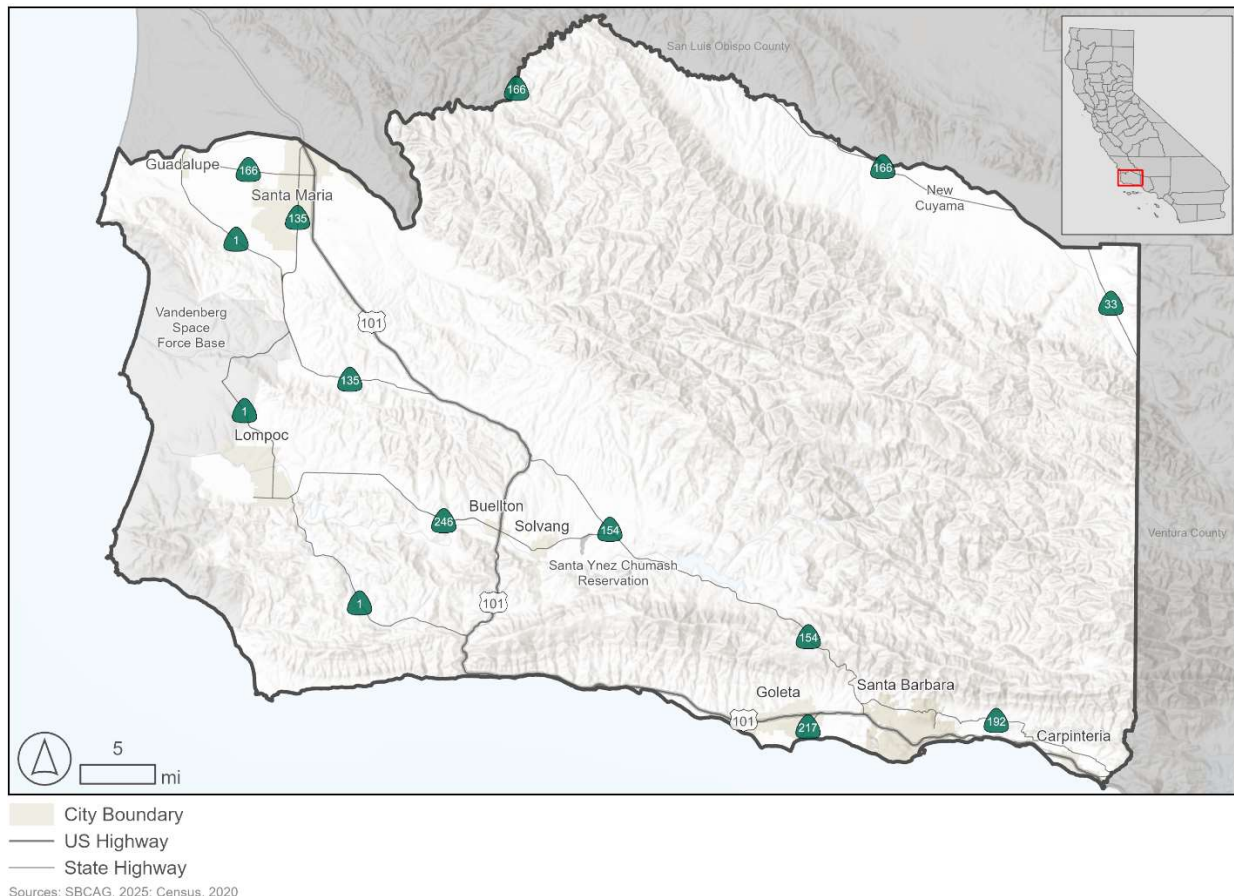 San Luis Obispo County
166
166
Guadalupe
166
New
Cuyama
Santa Maria
135
1
33
Vandenberg
Space
Force Base
101
135
1
Lompoc
Buellton
246
Solvang
154
Santa Ynez Chumash
Reservation
Ventura County
1
101
154
Goleta
Santa Barbara
101
217
192
Carpinteria
5
mi
City Boundary
US Highway
State Highway
Sources: SBCAG, 2025; Census, 2020